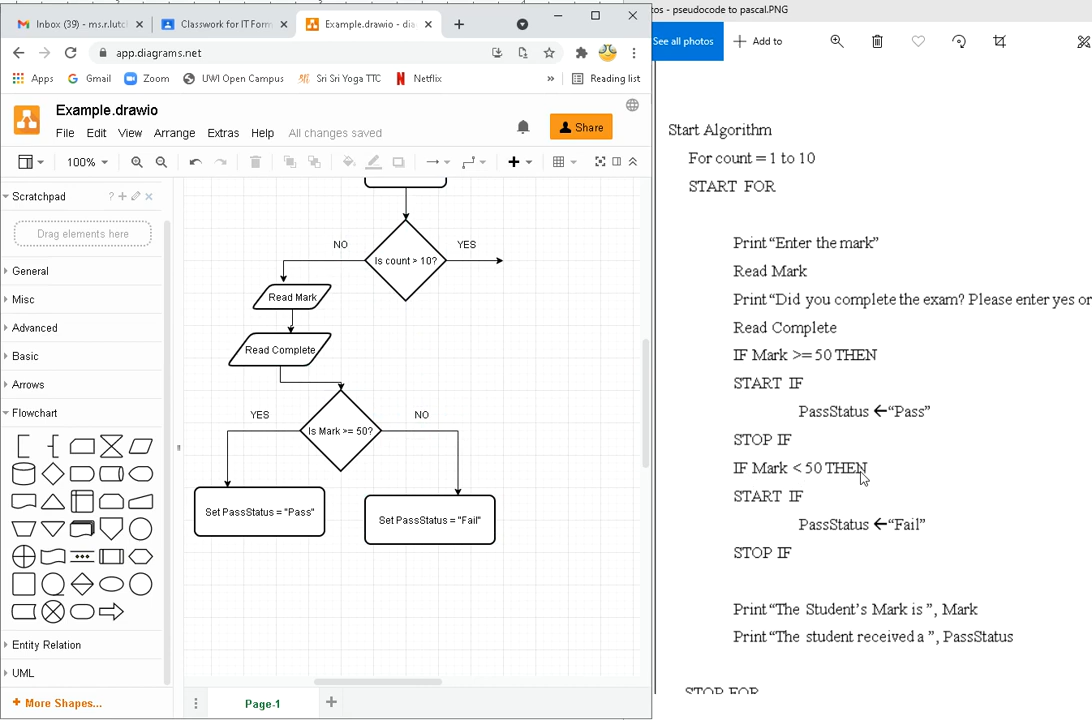 Inbox (39) - ms.r.lutch
Classwork for IT Form
Example.drawio - dia
tos - pseudocode to pascal.PNG
app.diagrams.net
See all photos
Add to
Apps
Gmail
Zoom
UWI Open Campus
Sri Sri Yoga TTC
Netflix
»
Reading list
Example.drawio
File Edit View Arrange Extras Help All changes saved
Share
100%
Scratchpad
Drag elements here
General
Misc
Advanced
Basic
Arrows
Flowchart
Entity Relation
UML
+ More Shapes...
Is count > 10?
NO
YES
Read Mark
Read Complete
Is Mark >= 50?
YES
NO
Set PassStatus = "Pass"
Set PassStatus = "Fail"
Page-1
Start Algorithm
For count = 1 to 10
START FOR
Print “Enter the mark”
Read Mark
Print “Did you complete the exam? Please enter yes or
Read Complete
IF Mark >= 50 THEN
START IF
PassStatus ←“Pass”
STOP IF
IF Mark < 50 THEN
START IF
PassStatus ←“Fail”
STOP IF
Print “The Student’s Mark is ”, Mark
Print “The student received a ”, PassStatus
STOP FOR